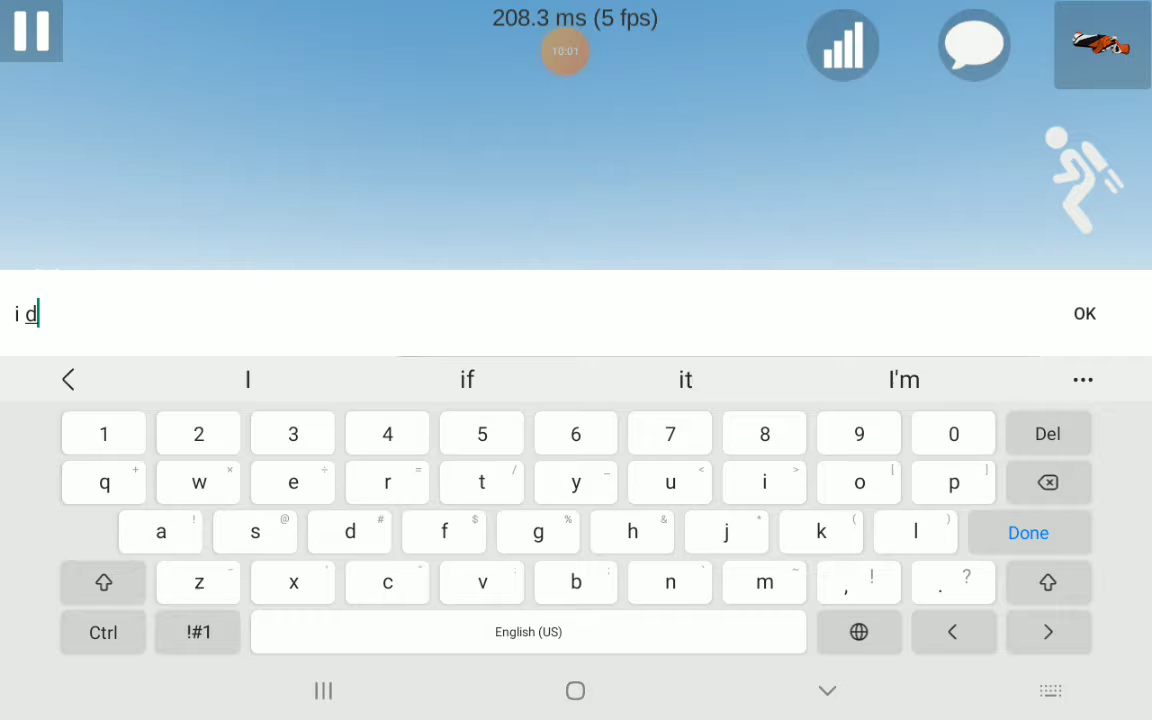 208.3 ms (5 fps)
10:01
i d
OK
I if it I'm
1 2 3 4 5 6 7 8 9 0 Del
q + w × e ÷ r = t / y _ u < i > o [ p ]
a ! s @ d # f $ g % h & j * k ( l ) Done
z - x ' c " v : b ; n ` m ~ , ! . ?
Ctrl !#1 English (US) < >